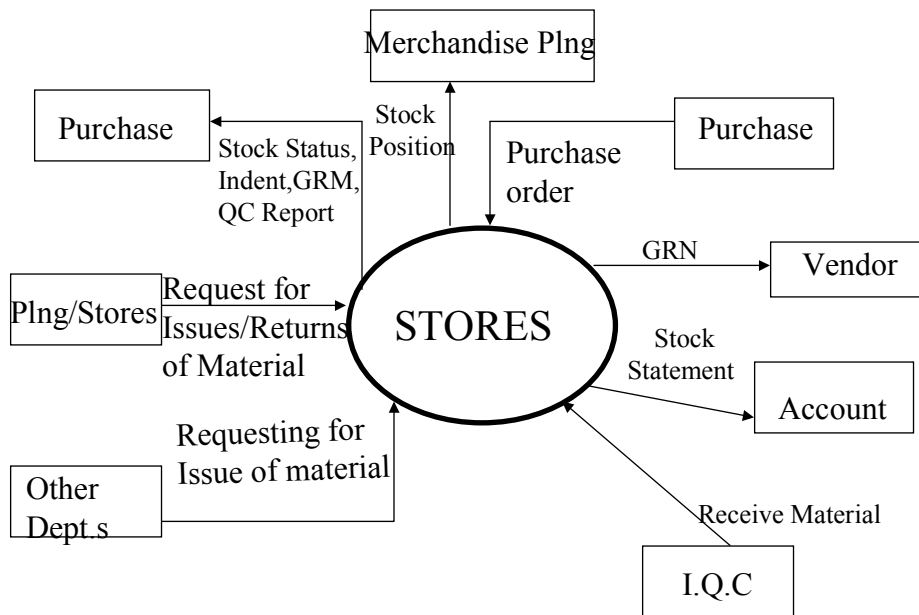 Merchandise Plng
Purchase
Stock Status,
Indent,GRM,
QC Report
Stock
Position
Purchase
order
Purchase
GRN
Vendor
Plng/Stores
Request for
Issues/Returns
of Material
STORES
Stock
Statement
Account
Requesting for
Issue of material
Other
Dept.s
Receive Material
I.Q.C